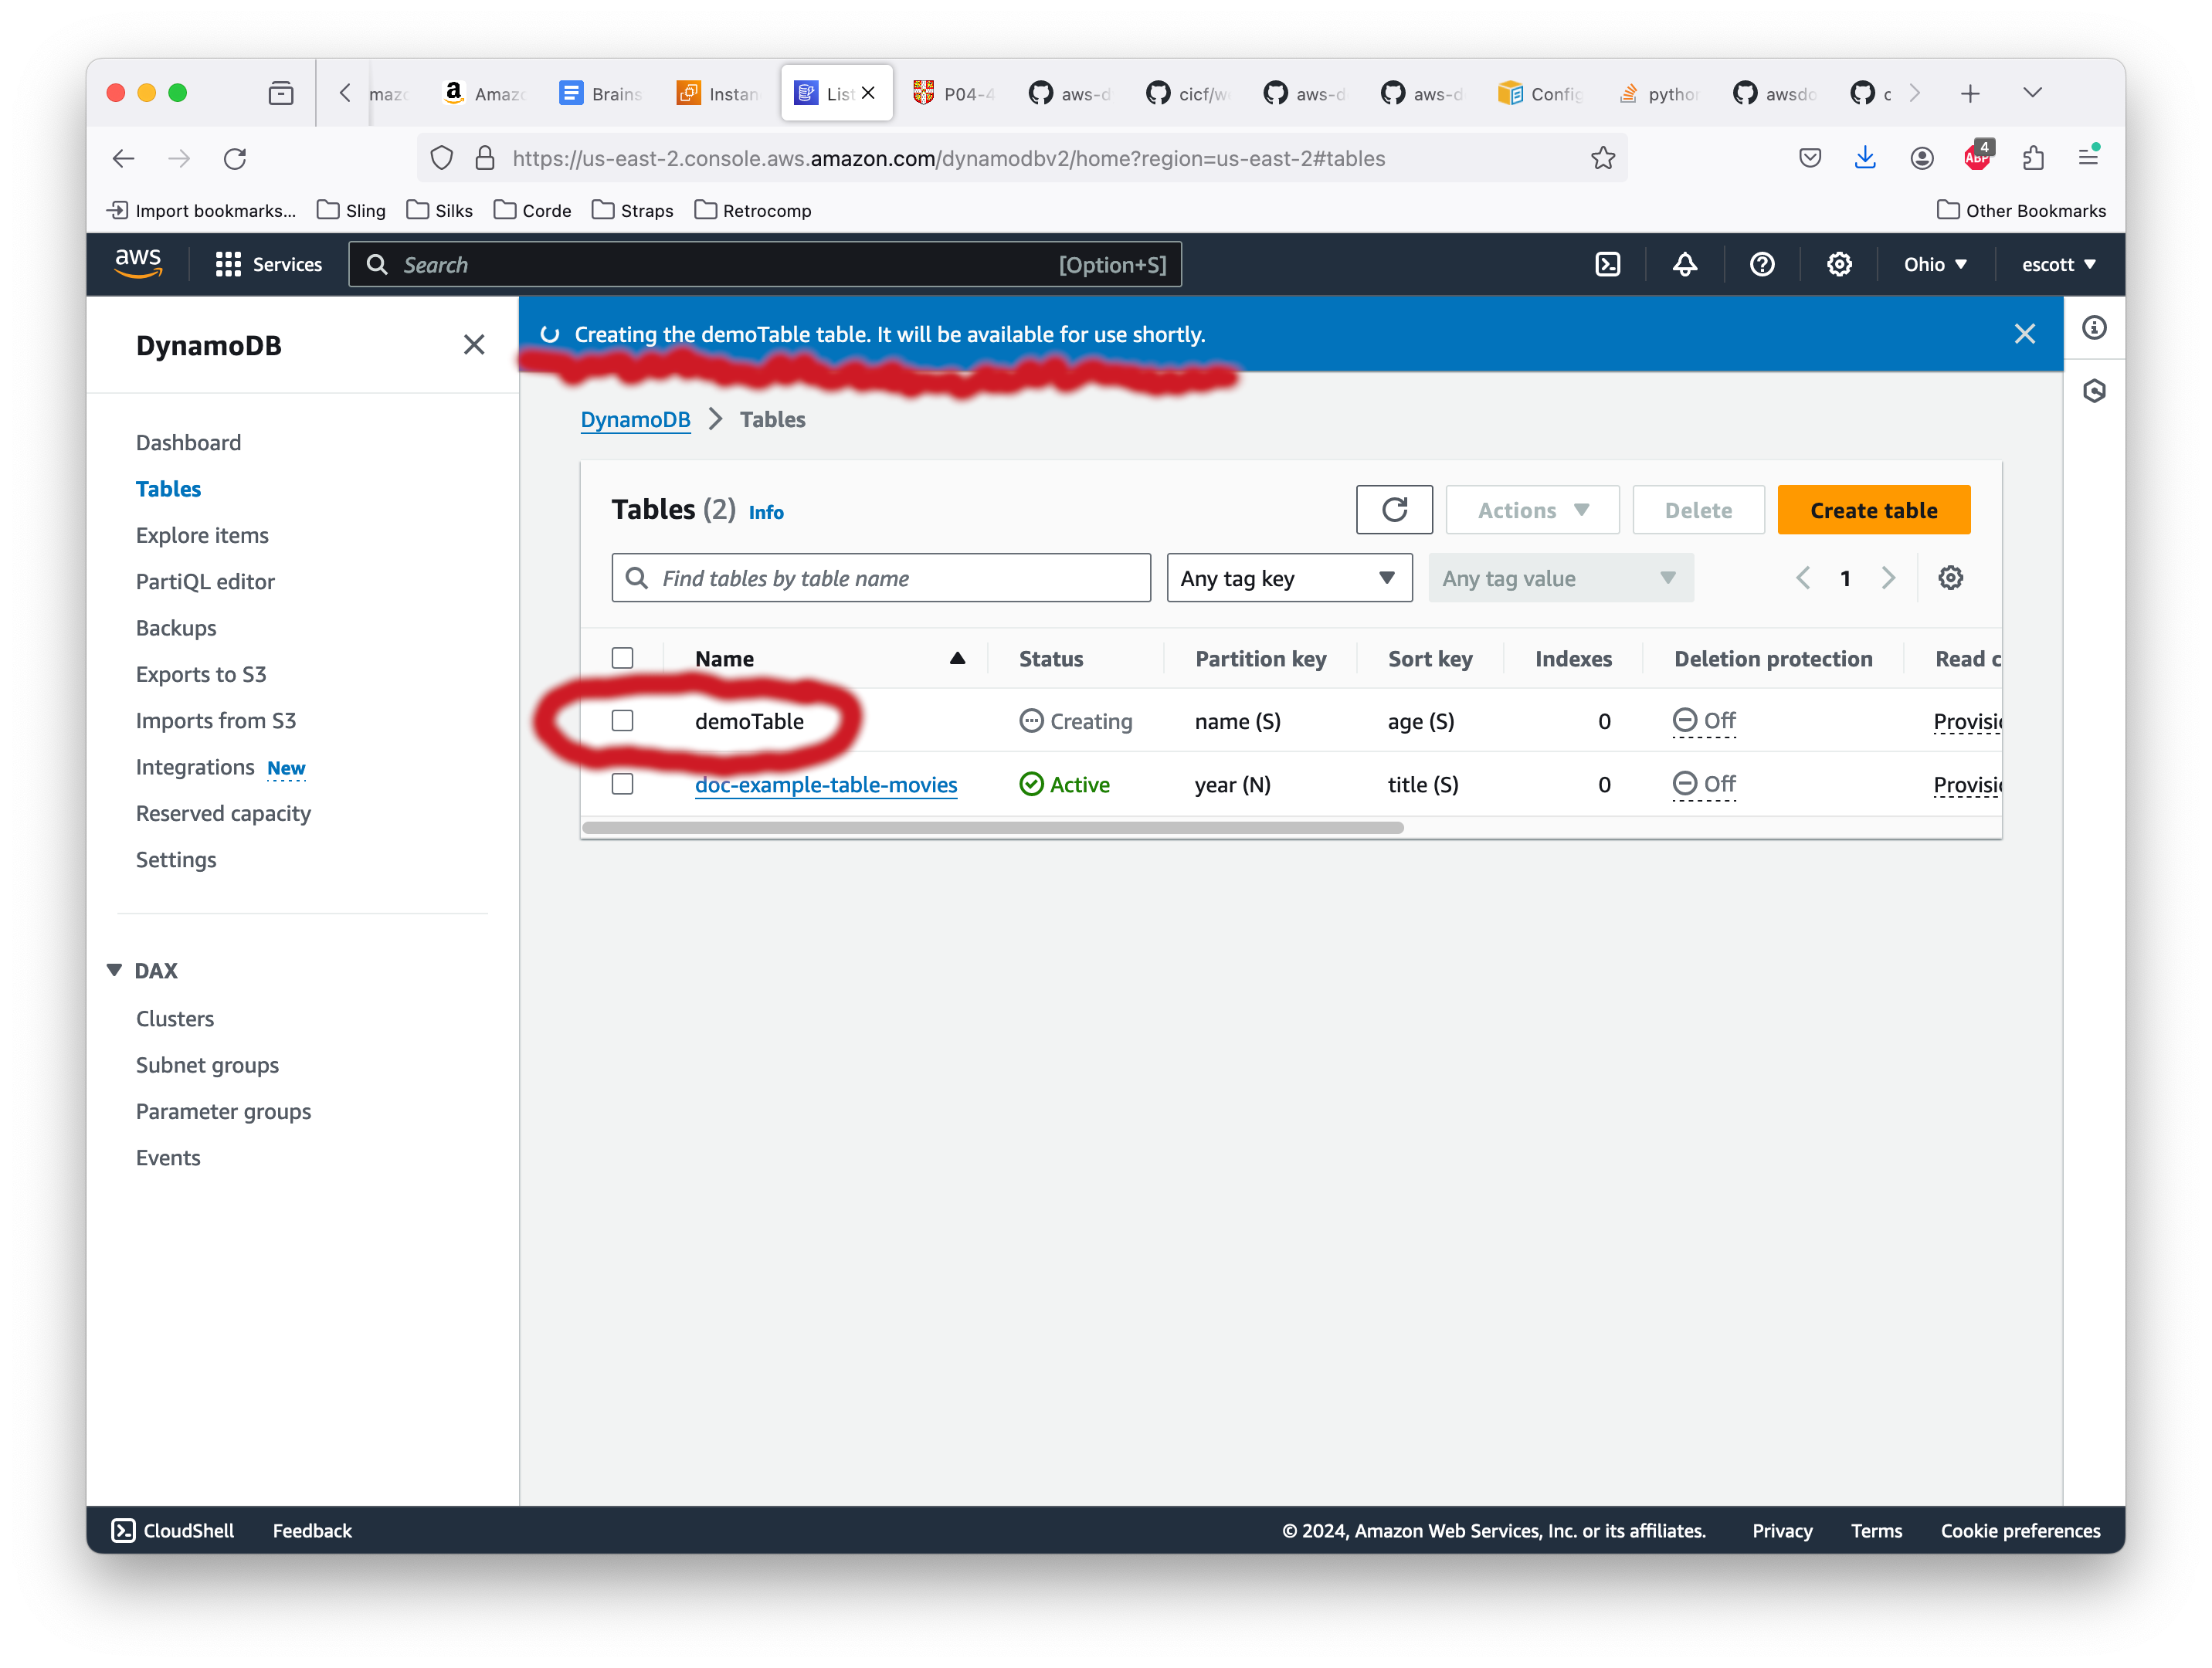 mazo
Amazo
Brains
Instan
List
P04-4
aws-d
cicf/w
aws-d
aws-d
Config
python
awsdo
c
https://us-east-2.console.aws.amazon.com/dynamodbv2/home?region=us-east-2#tables
ABP
4
Import bookmarks...
Sling
Silks
Corde
Straps
Retrocomp
Other Bookmarks
aws
Services
Search
[Option+S]
Ohio
escott
DynamoDB
Creating the demoTable table. It will be available for use shortly.
Dashboard
Tables
Explore items
PartiQL editor
Backups
Exports to S3
Imports from S3
Integrations New
Reserved capacity
Settings
DAX
Clusters
Subnet groups
Parameter groups
Events
DynamoDB > Tables
Tables (2) Info
Actions
Delete
Create table
Find tables by table name
Any tag key
Any tag value
1
Name Status Partition key Sort key Indexes Deletion protection Read c
demoTable Creating name (S) age (S) 0 Off Provisi
doc-example-table-movies Active year (N) title (S) 0 Off Provisi
CloudShell
Feedback
© 2024, Amazon Web Services, Inc. or its affiliates.
Privacy
Terms
Cookie preferences